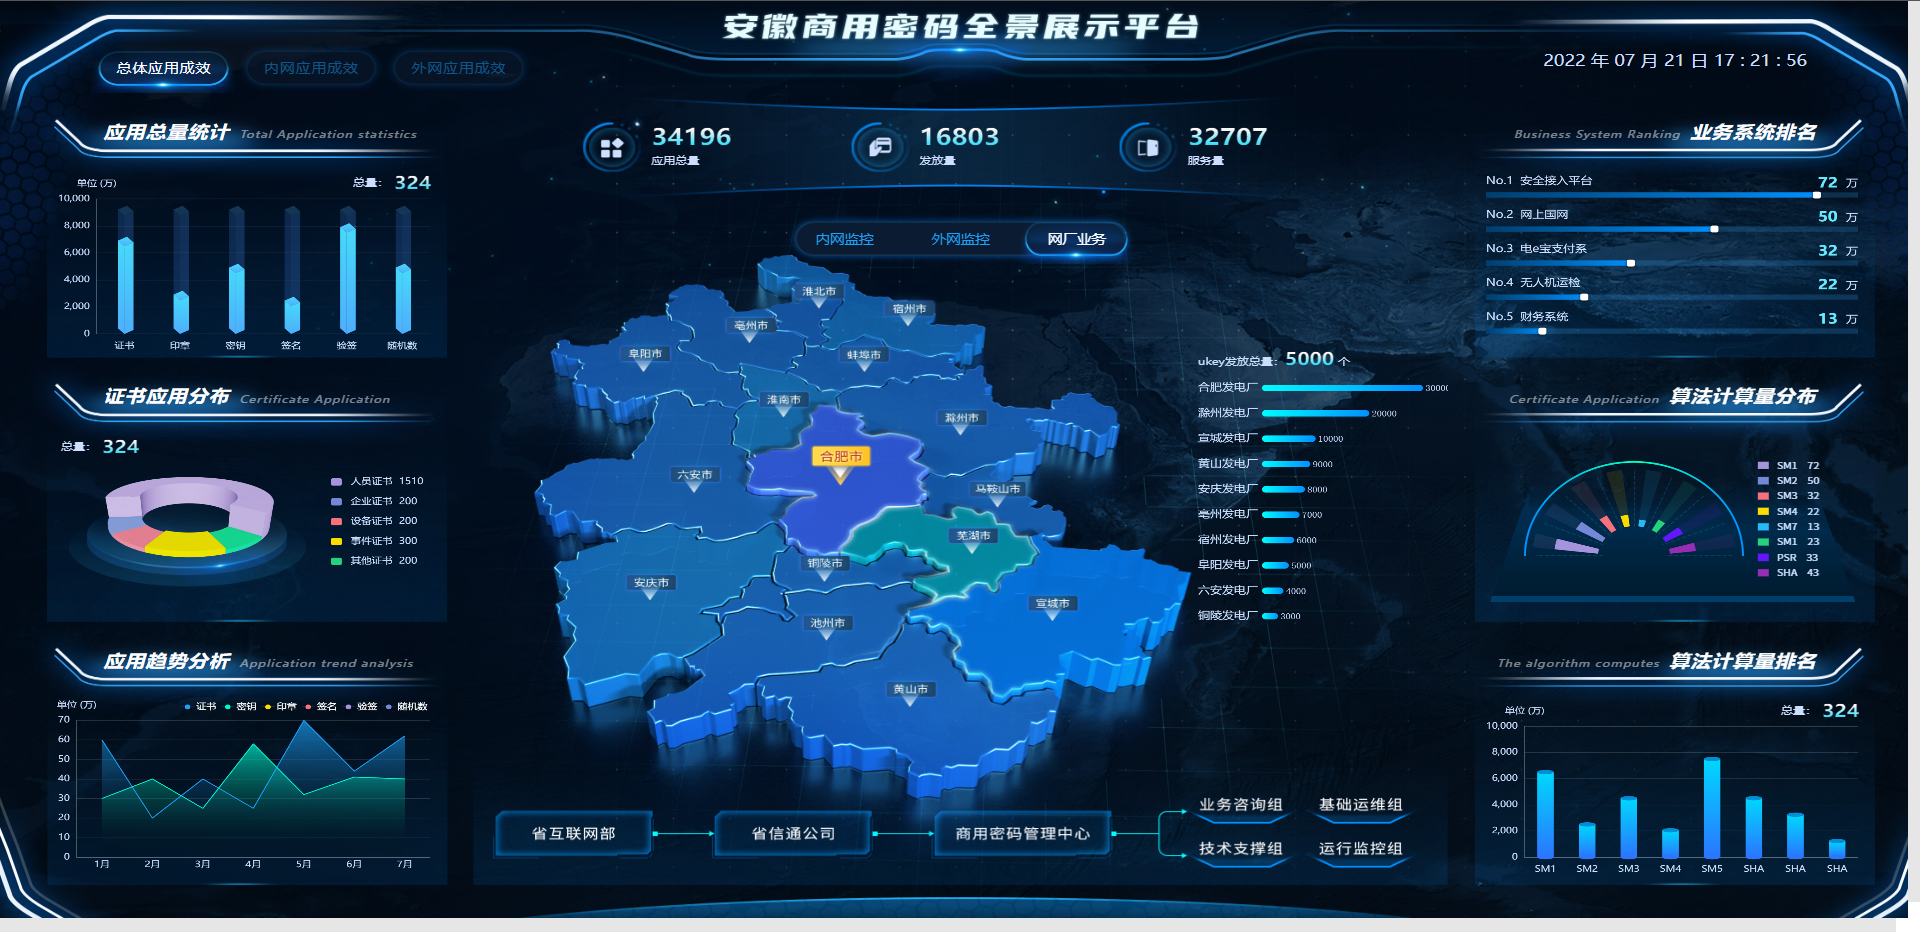 安徽商用密码全景展示平台
总体应用成效 内网应用成效 外网应用成效
2022 年 07 月 21 日 17 : 21 : 56
应用总量统计 Total Application statistics
单位 (万) 总量： 324
10,000
8,000
6,000
4,000
2,000
0
证书 印章 密钥 签名 验签 随机数
证书应用分布 Certificate Application
总量： 324
人员证书 1510
企业证书 200
设备证书 200
事件证书 300
其他证书 200
应用趋势分析 Application trend analysis
单位 (万)
证书 密钥 印章 签名 验签 随机数
70
60
50
40
30
20
10
0
1月 2月 3月 4月 5月 6月 7月
34196
应用总量
16803
发放量
32707
服务量
内网监控 外网监控 网厂业务
淮北市
宿州市
亳州市
阜阳市
蚌埠市
淮南市
滁州市
合肥市
六安市
马鞍山市
芜湖市
铜陵市
安庆市
宣城市
池州市
黄山市
ukey发放总量： 5000 个
合肥发电厂 30000
滁州发电厂 20000
宣城发电厂 10000
黄山发电厂 9000
安庆发电厂 8000
亳州发电厂 7000
宿州发电厂 6000
阜阳发电厂 5000
六安发电厂 4000
铜陵发电厂 3000
省互联网部 省信通公司 商用密码管理中心
业务咨询组 基础运维组
技术支撑组 运行监控组
Business System Ranking 业务系统排名
No.1 安全接入平台 72 万
No.2 网上国网 50 万
No.3 电e宝支付系 32 万
No.4 无人机运检 22 万
No.5 财务系统 13 万
Certificate Application 算法计算量分布
SM1 72
SM2 50
SM3 32
SM4 22
SM7 13
SM1 23
PSR 33
SHA 43
The algorithm computes 算法计算量排名
单位 (万) 总量： 324
10,000
8,000
6,000
4,000
2,000
0
SM1 SM2 SM3 SM4 SM5 SHA SHA SHA